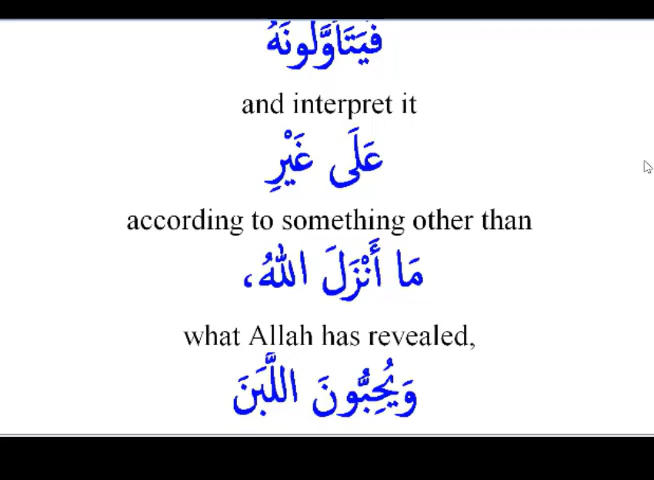 فَيَتَأَوَّلُونَهُ
and interpret it
عَلَى غَيْرِ
according to something other than
مَا أَنْزَلَ اللهُ،
what Allah has revealed,
وَيُحِبُّونَ اللَّبَنَ